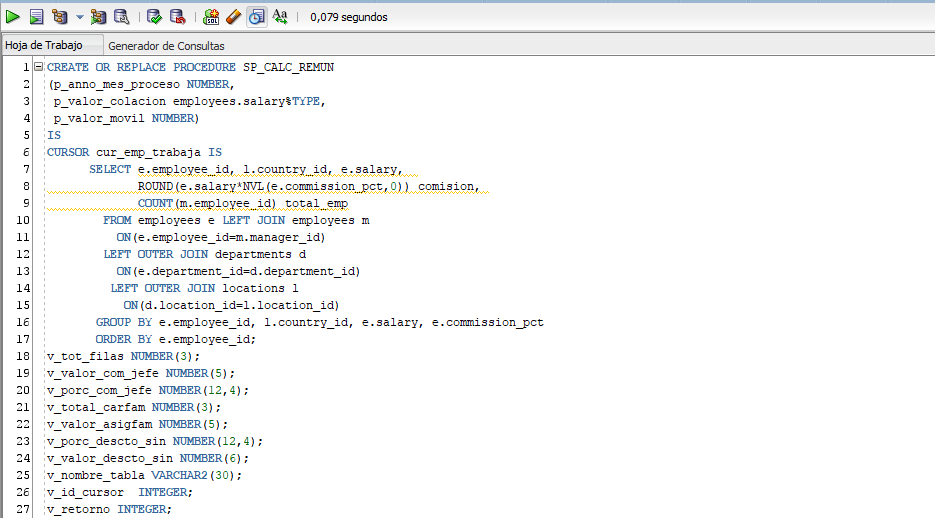 0,079 segundos
Hoja de Trabajo Generador de Consultas
1 CREATE OR REPLACE PROCEDURE SP_CALC_REMUN
2 (p_anno_mes_proceso NUMBER,
3 p_valor_colacion employees.salary%TYPE,
4 p_valor_movil NUMBER)
5 IS
6 CURSOR cur_emp_trabaja IS
7 SELECT e.employee_id, l.country_id, e.salary,
8 ROUND(e.salary*NVL(e.commission_pct,0)) comision,
9 COUNT(m.employee_id) total_emp
10 FROM employees e LEFT JOIN employees m
11 ON(e.employee_id=m.manager_id)
12 LEFT OUTER JOIN departments d
13 ON(e.department_id=d.department_id)
14 LEFT OUTER JOIN locations l
15 ON(d.location_id=l.location_id)
16 GROUP BY e.employee_id, l.country_id, e.salary, e.commission_pct
17 ORDER BY e.employee_id;
18 v_tot_filas NUMBER(3);
19 v_valor_com_jefe NUMBER(5);
20 v_porc_com_jefe NUMBER(12,4);
21 v_total_carfam NUMBER(3);
22 v_valor_asigfam NUMBER(5);
23 v_porc_descto_sin NUMBER(12,4);
24 v_valor_descto_sin NUMBER(6);
25 v_nombre_tabla VARCHAR2(30);
26 v_id_cursor INTEGER;
27 v_retorno INTEGER;